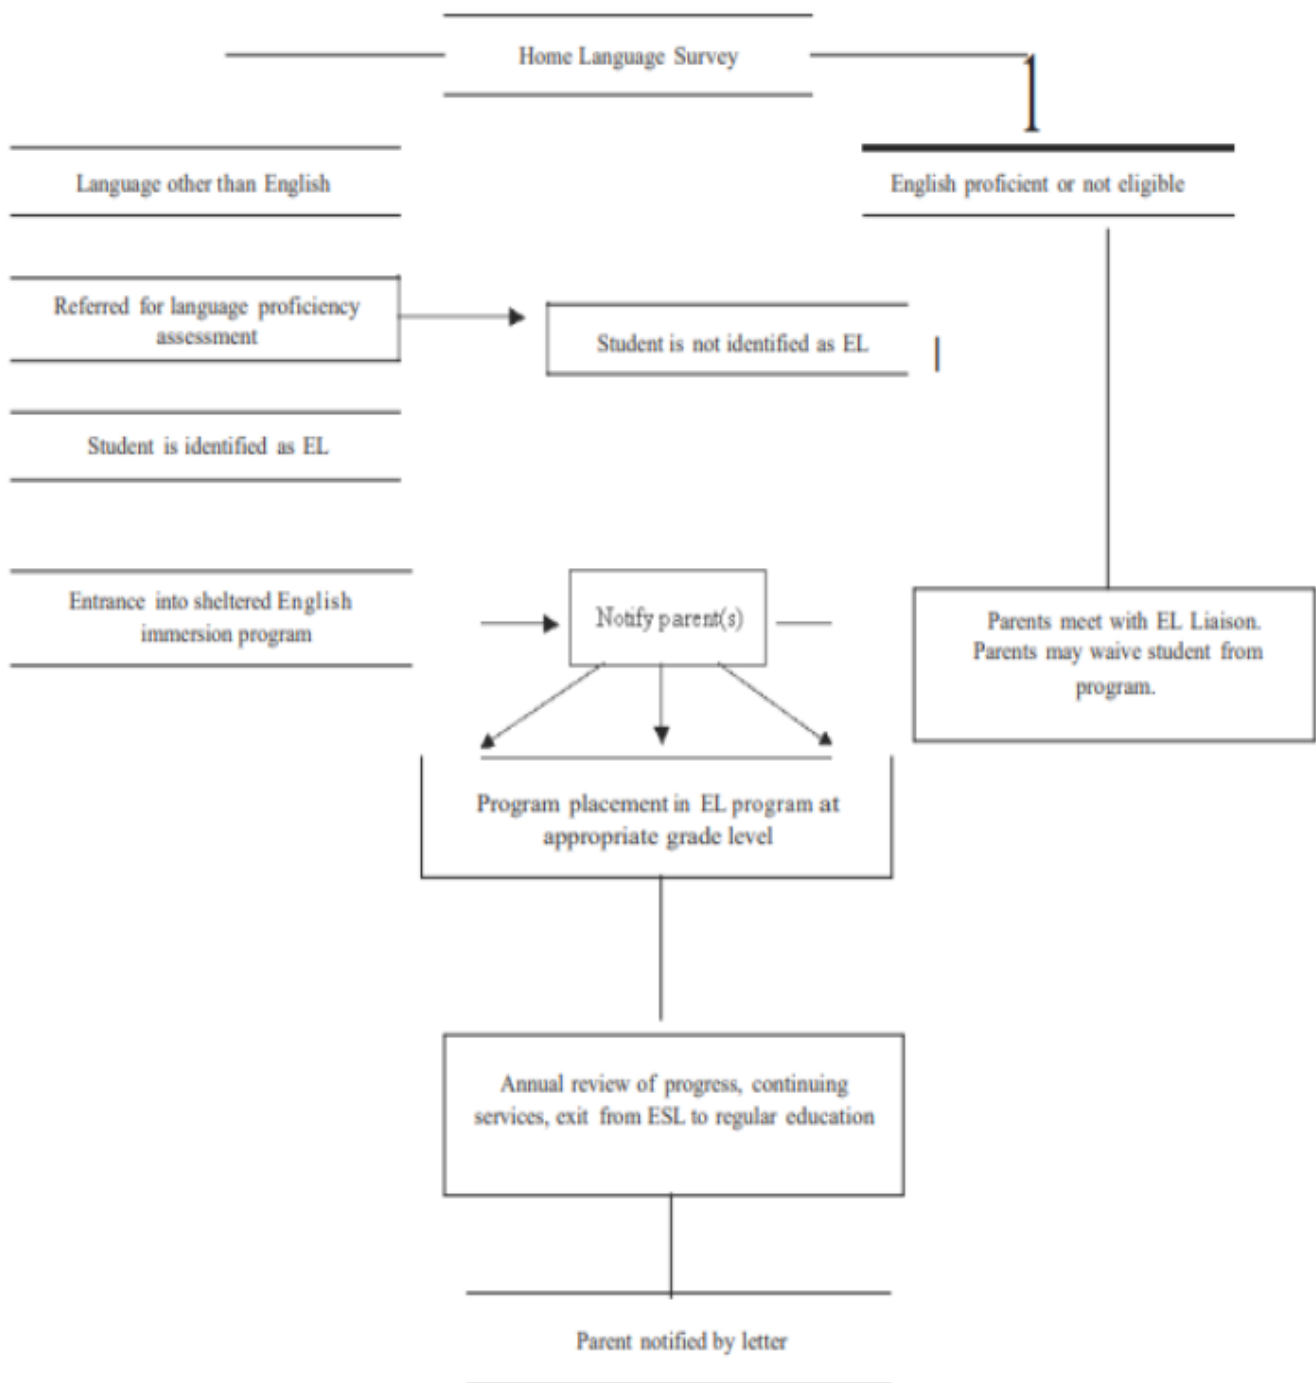 Home Language Survey
Language other than English
English proficient or not eligible
Referred for language proficiency
assessment
Student is not identified as EL
Student is identified as EL
Entrance into sheltered English
immersion program
Notify parent(s)
Parents meet with EL Liaison.
Parents may waive student from
program.
Program placement in EL program at
appropriate grade level
Annual review of progress, continuing
services, exit from ESL to regular education
Parent notified by letter